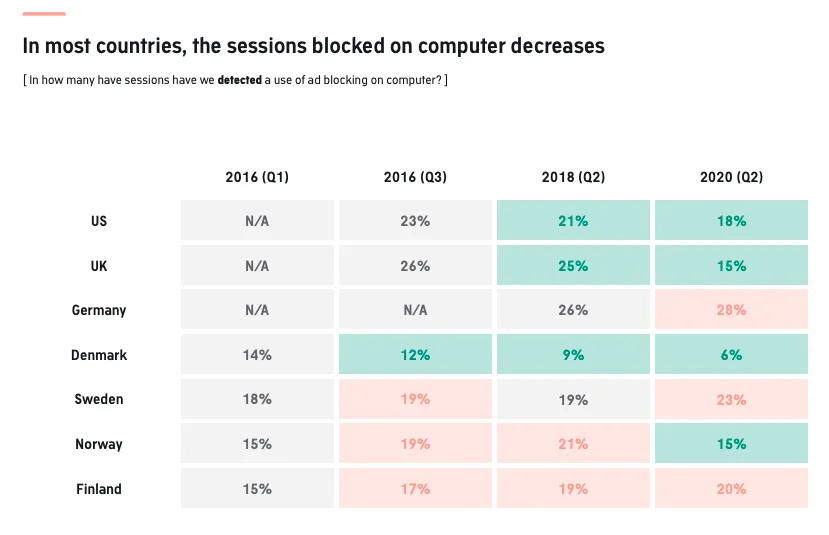 In most countries, the sessions blocked on computer decreases
[ In how many have sessions have we detected a use of ad blocking on computer? ]
2016 (Q1) 2016 (Q3) 2018 (Q2) 2020 (Q2)
US N/A 23% 21% 18%
UK N/A 26% 25% 15%
Germany N/A N/A 26% 28%
Denmark 14% 12% 9% 6%
Sweden 18% 19% 19% 23%
Norway 15% 19% 21% 15%
Finland 15% 17% 19% 20%